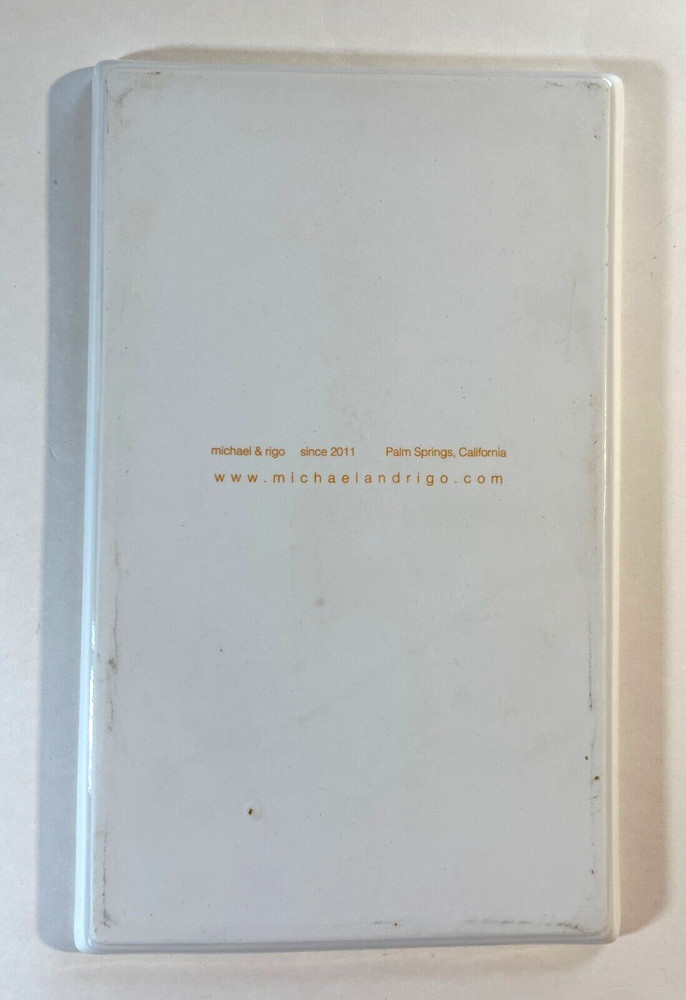 michael & rigo since 2011 Palm Springs, California
www.michaelandrigo.com